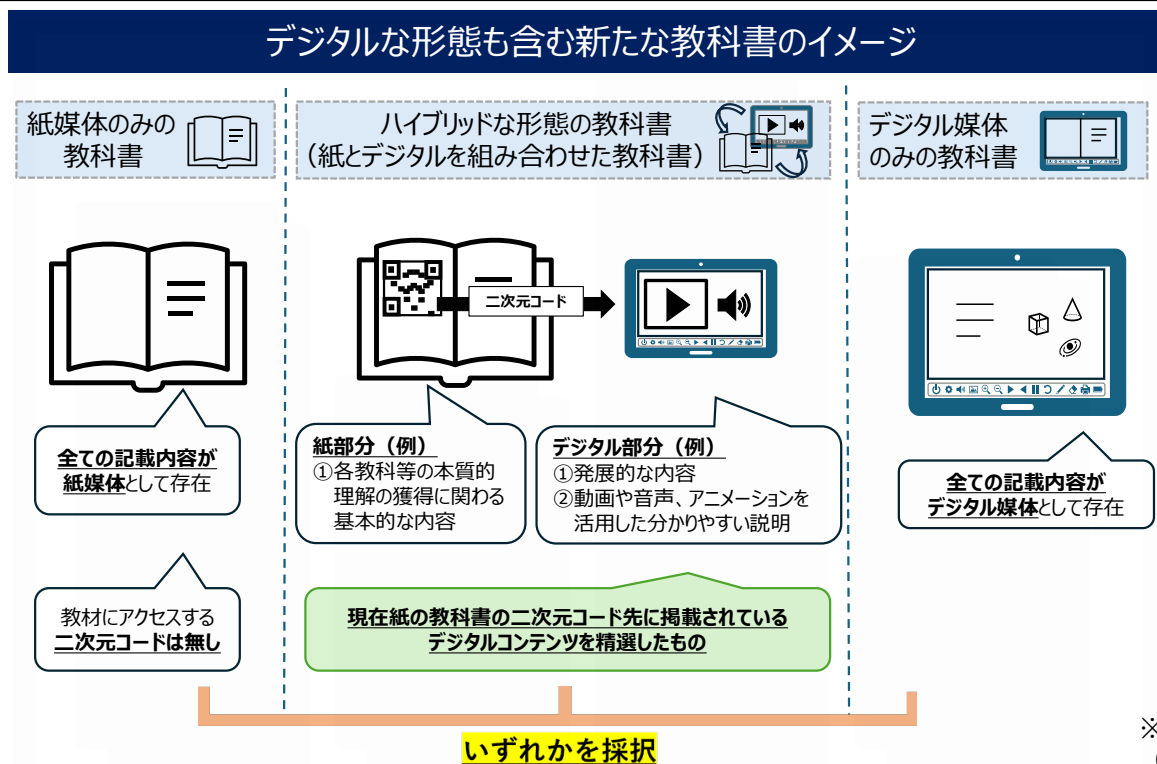 デジタルな形態も含む新たな教科書のイメージ
紙媒体のみの
教科書
ハイブリッドな形態の教科書
（紙とデジタルを組み合わせた教科書）
デジタル媒体
のみの教科書
二次元コード
全ての記載内容が
紙媒体として存在
紙部分（例）
①各教科等の本質的
理解の獲得に関わる
基本的な内容
デジタル部分（例）
①発展的な内容
②動画や音声、アニメーションを
活用した分かりやすい説明
全ての記載内容が
デジタル媒体として存在
教材にアクセスする
二次元コードは無し
現在紙の教科書の二次元コード先に掲載されている
デジタルコンテンツを精選したもの
いずれかを採択
※